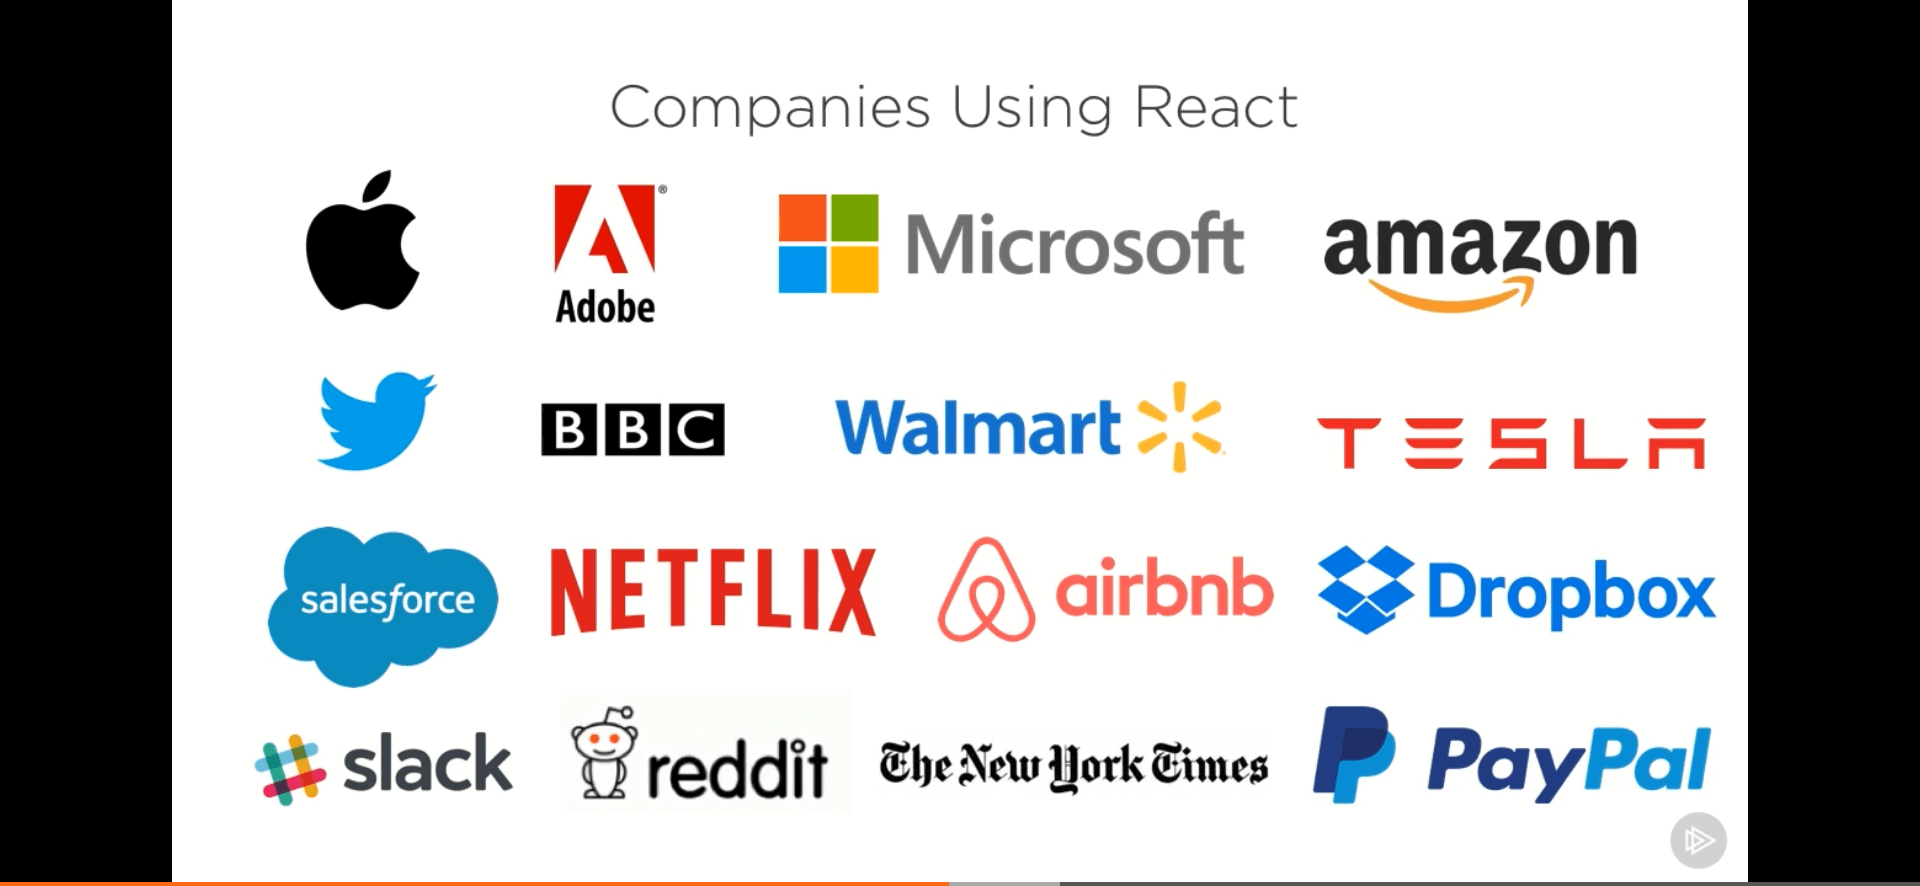 Companies Using React
Adobe®
Microsoft
amazon
BBC
Walmart
TESLA
salesforce
NETFLIX
airbnb
Dropbox
slack
reddit
The New York Times
PayPal